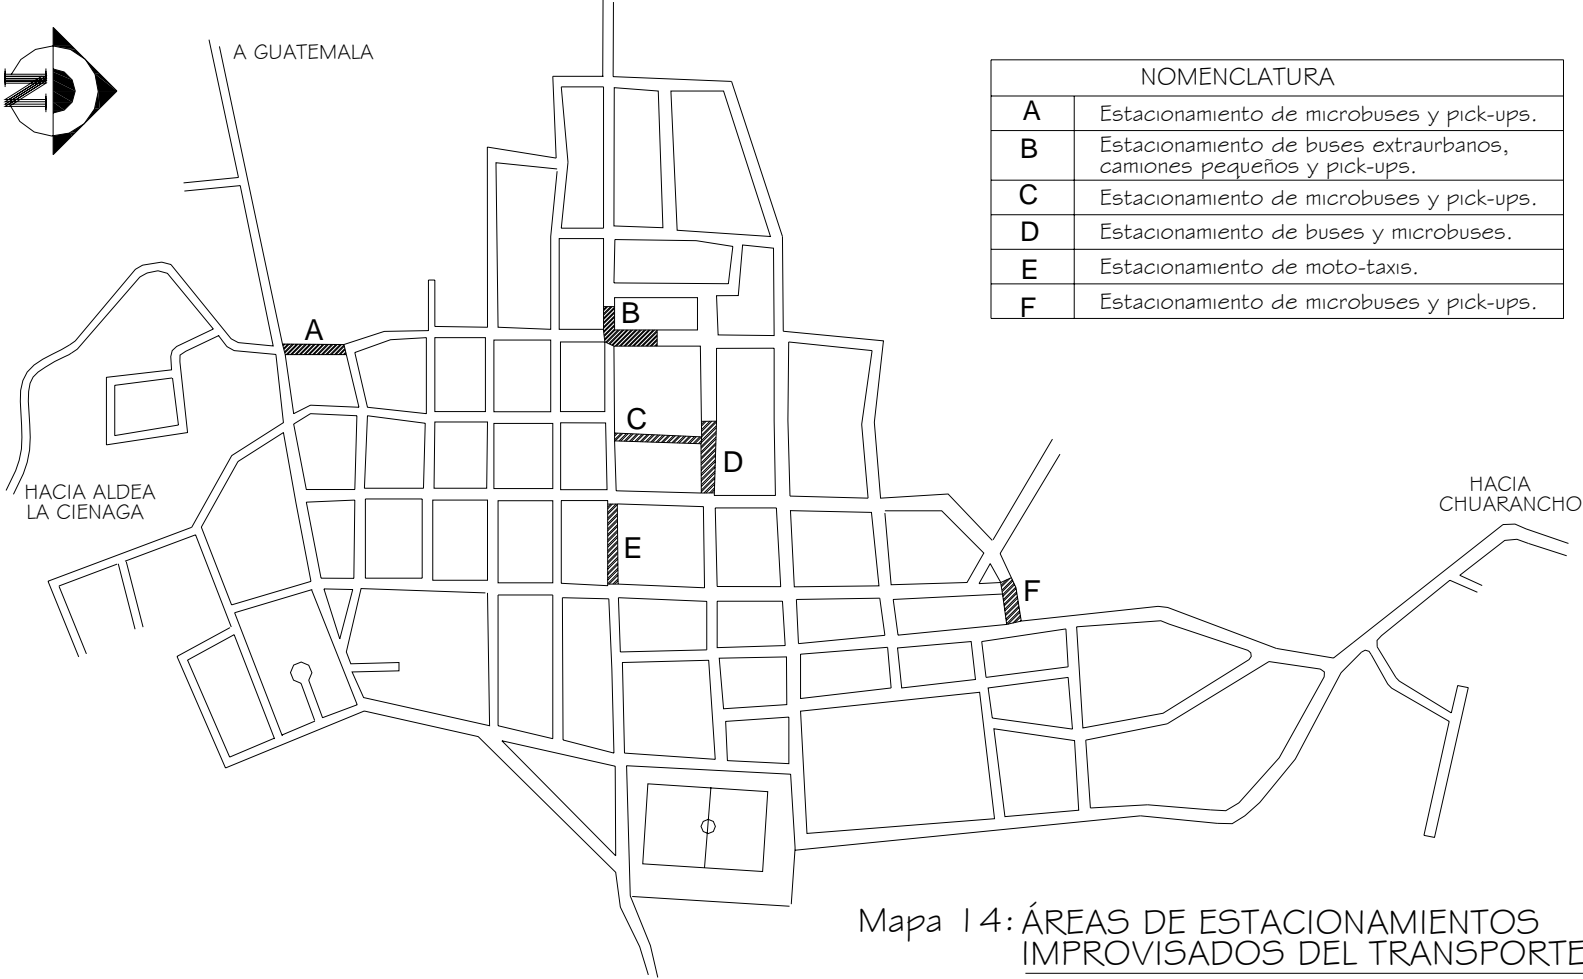 N
A GUATEMALA
NOMENCLATURA
A Estacionamiento de microbuses y pick-ups.
B Estacionamiento de buses extraurbanos,
camiones pequeños y pick-ups.
C Estacionamiento de microbuses y pick-ups.
D Estacionamiento de buses y microbuses.
E Estacionamiento de moto-taxis.
F Estacionamiento de microbuses y pick-ups.
A
B
C
D
E
F
HACIA ALDEA
LA CIENAGA
HACIA
CHUARANCHO
Mapa 14: ÁREAS DE ESTACIONAMIENTOS
IMPROVISADOS DEL TRANSPORTE